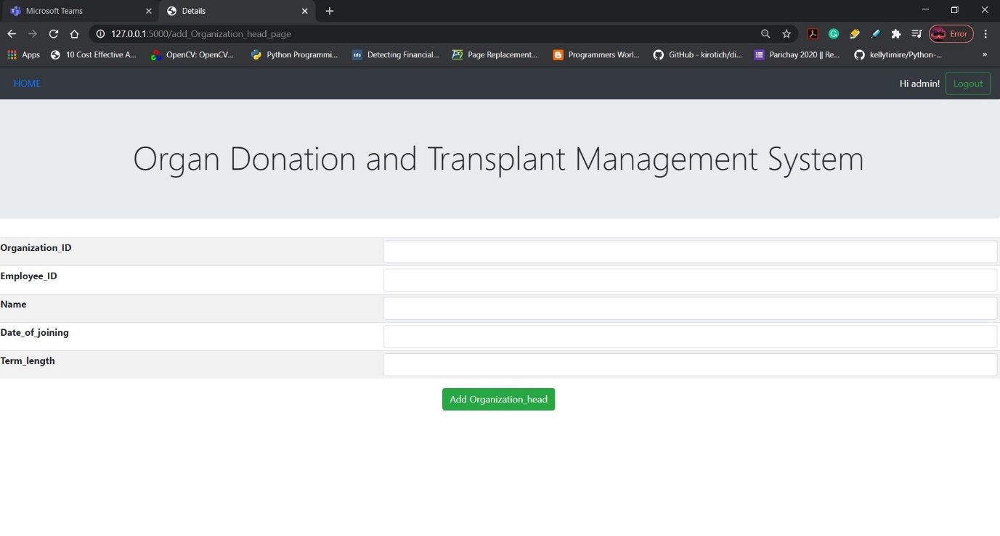 Microsoft Teams
Details
127.0.0.1:5000/add_Organization_head_page
Error
Apps
10 Cost Effective A...
OpenCV: OpenCV...
Python Programmi...
tds
Detecting Financial...
Page Replacement...
Programmers Worl...
GitHub - kirotich/di...
Parichay 2020 || Re...
kellytimire/Python-...
»
HOME
Hi admin!
Logout
Organ Donation and Transplant Management System
Organization_ID
Employee_ID
Name
Date_of_joining
Term_length
Add Organization_head